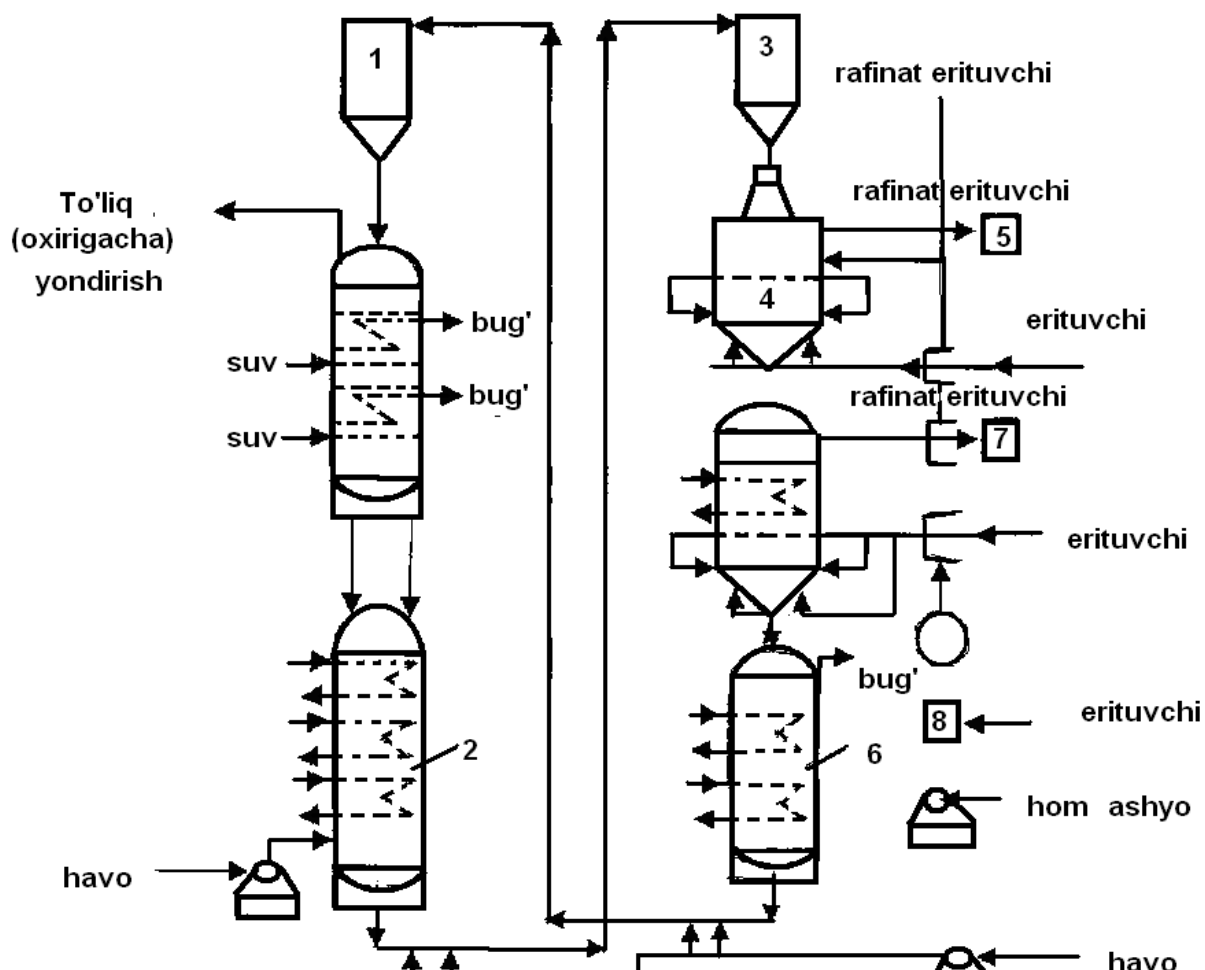 1
3
rafinat erituvchi
To'liq
(oxirigacha)
yondirish
rafinat erituvchi
5
4
bug'
erituvchi
suv
bug'
rafinat erituvchi
suv
7
erituvchi
bug'
2
6
8
erituvchi
hom ashyo
havo
havo